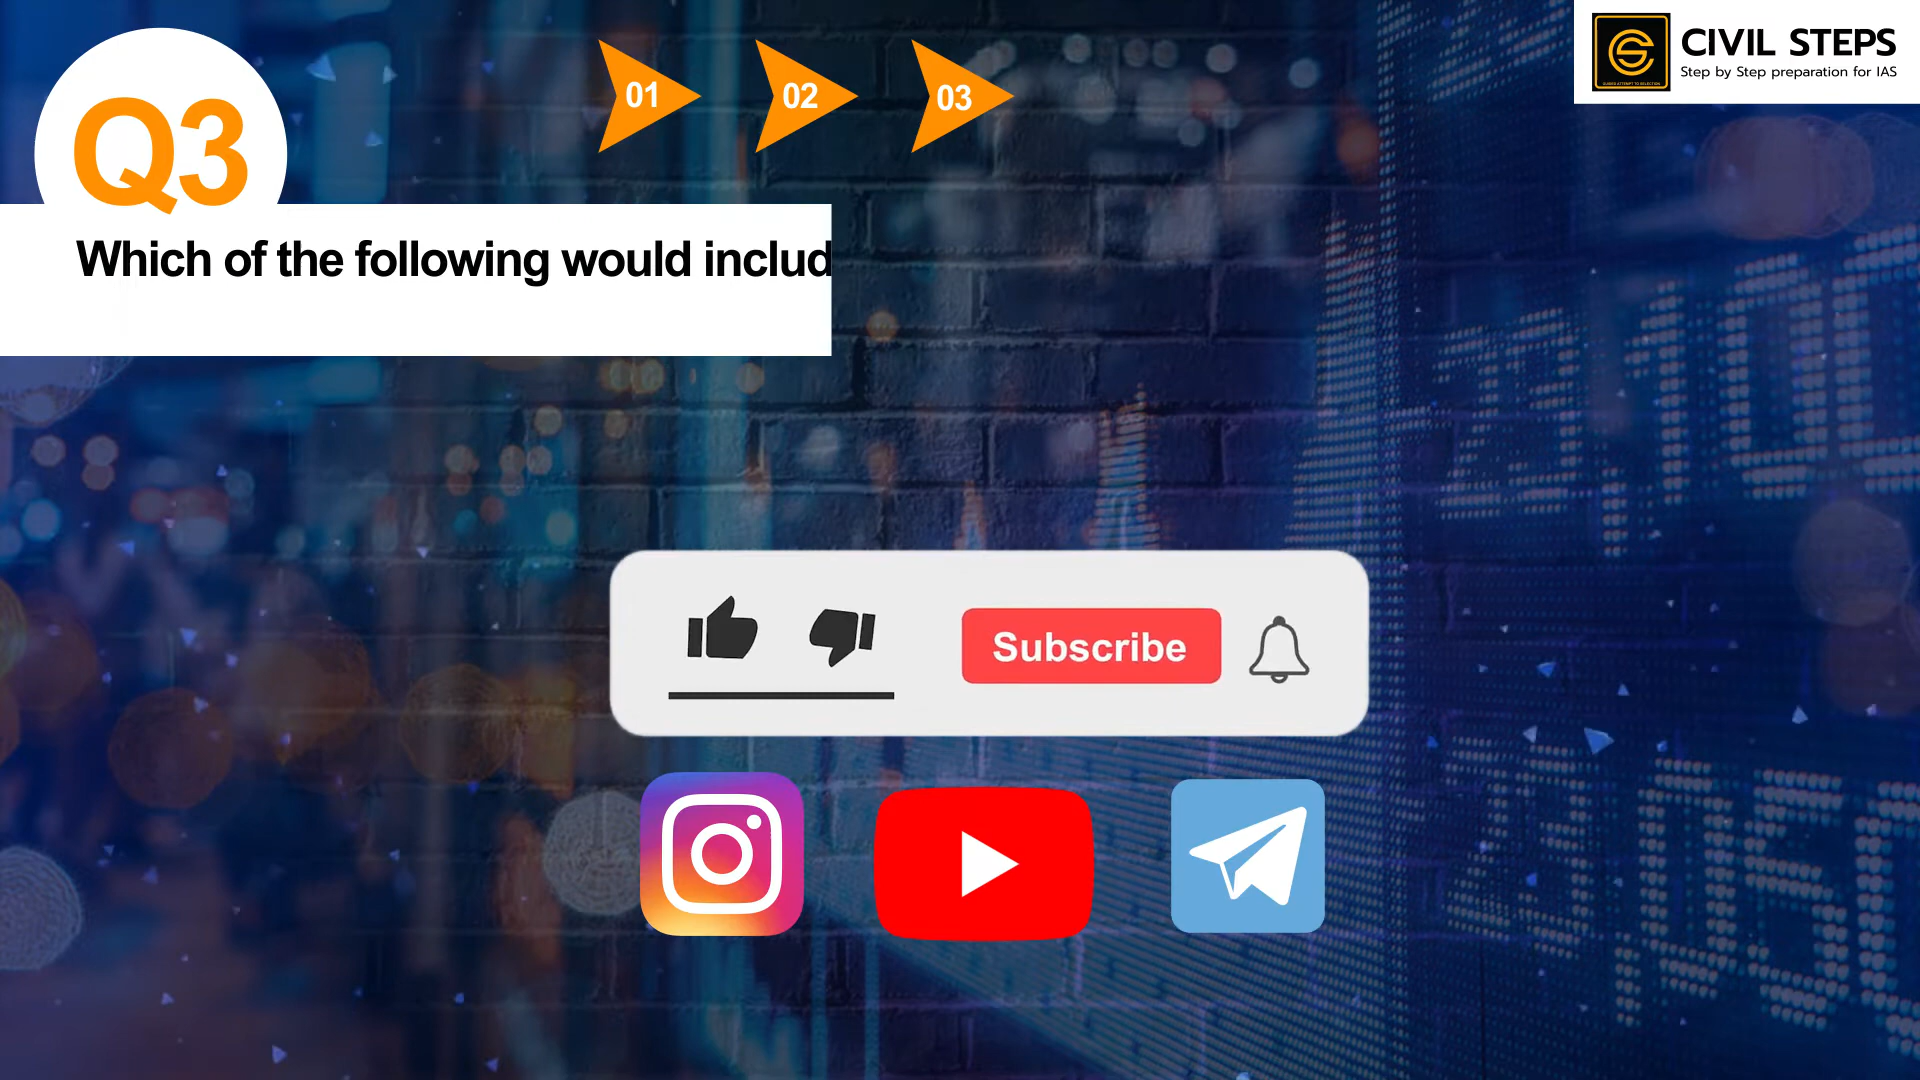 CIVIL STEPS
Step by Step preparation for IAS
01 02 03
Q3
Which of the following would includ
Subscribe